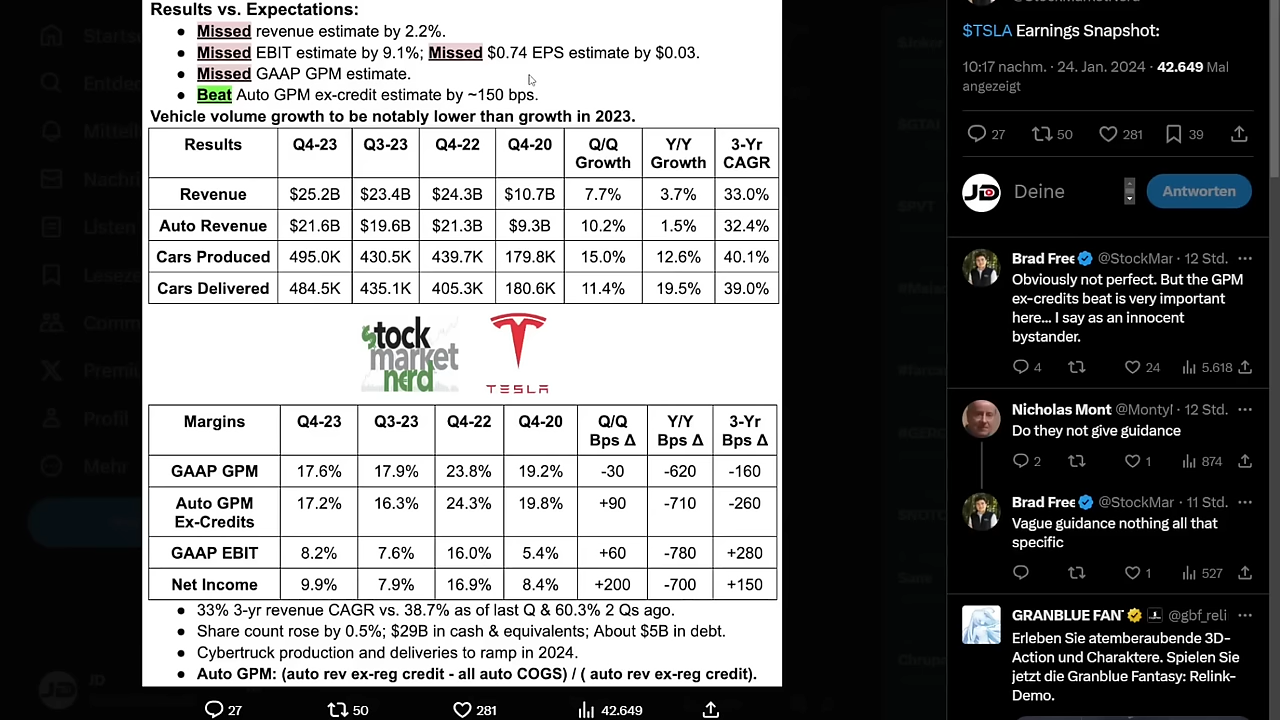 Results vs. Expectations:
● Missed revenue estimate by 2.2%.
● Missed EBIT estimate by 9.1%; Missed $0.74 EPS estimate by $0.03.
● Missed GAAP GPM estimate.
● Beat Auto GPM ex-credit estimate by ~150 bps.
Vehicle volume growth to be notably lower than growth in 2023.
Results Q4-23 Q3-23 Q4-22 Q4-20 Q/Q Growth Y/Y Growth 3-Yr CAGR
Revenue $25.2B $23.4B $24.3B $10.7B 7.7% 3.7% 33.0%
Auto Revenue $21.6B $19.6B $21.3B $9.3B 10.2% 1.5% 32.4%
Cars Produced 495.0K 430.5K 439.7K 179.8K 15.0% 12.6% 40.1%
Cars Delivered 484.5K 435.1K 405.3K 180.6K 11.4% 19.5% 39.0%
stock
market
nerd
TESLA
Margins Q4-23 Q3-23 Q4-22 Q4-20 Q/Q Bps Δ Y/Y Bps Δ 3-Yr Bps Δ
GAAP GPM 17.6% 17.9% 23.8% 19.2% -30 -620 -160
Auto GPM Ex-Credits 17.2% 16.3% 24.3% 19.8% +90 -710 -260
GAAP EBIT 8.2% 7.6% 16.0% 5.4% +60 -780 +280
Net Income 9.9% 7.9% 16.9% 8.4% +200 -700 +150
● 33% 3-yr revenue CAGR vs. 38.7% as of last Q & 60.3% 2 Qs ago.
● Share count rose by 0.5%; $29B in cash & equivalents; About $5B in debt.
● Cybertruck production and deliveries to ramp in 2024.
● Auto GPM: (auto rev ex-reg credit - all auto COGS) / ( auto rev ex-reg credit).
27 50 281 42.649
$TSLA Earnings Snapshot:
10:17 nachm. · 24. Jan. 2024 · 42.649 Mal
angezeigt
27 50 281 39
JD Deine Antworten
Brad Free @StockMar · 12 Std. ···
Obviously not perfect. But the GPM
ex-credits beat is very important
here... I say as an innocent
bystander.
4 24 5.618
Nicholas Mont @Montyl · 12 Std. ···
Do they not give guidance
2 1 874
Brad Free @StockMar · 11 Std. ···
Vague guidance nothing all that
specific
1 527
GRANBLUE FAN @gbf_reli ···
Erleben Sie atemberaubende 3D-
Action und Charaktere. Spielen Sie
jetzt die Granblue Fantasy: Relink-
Demo.